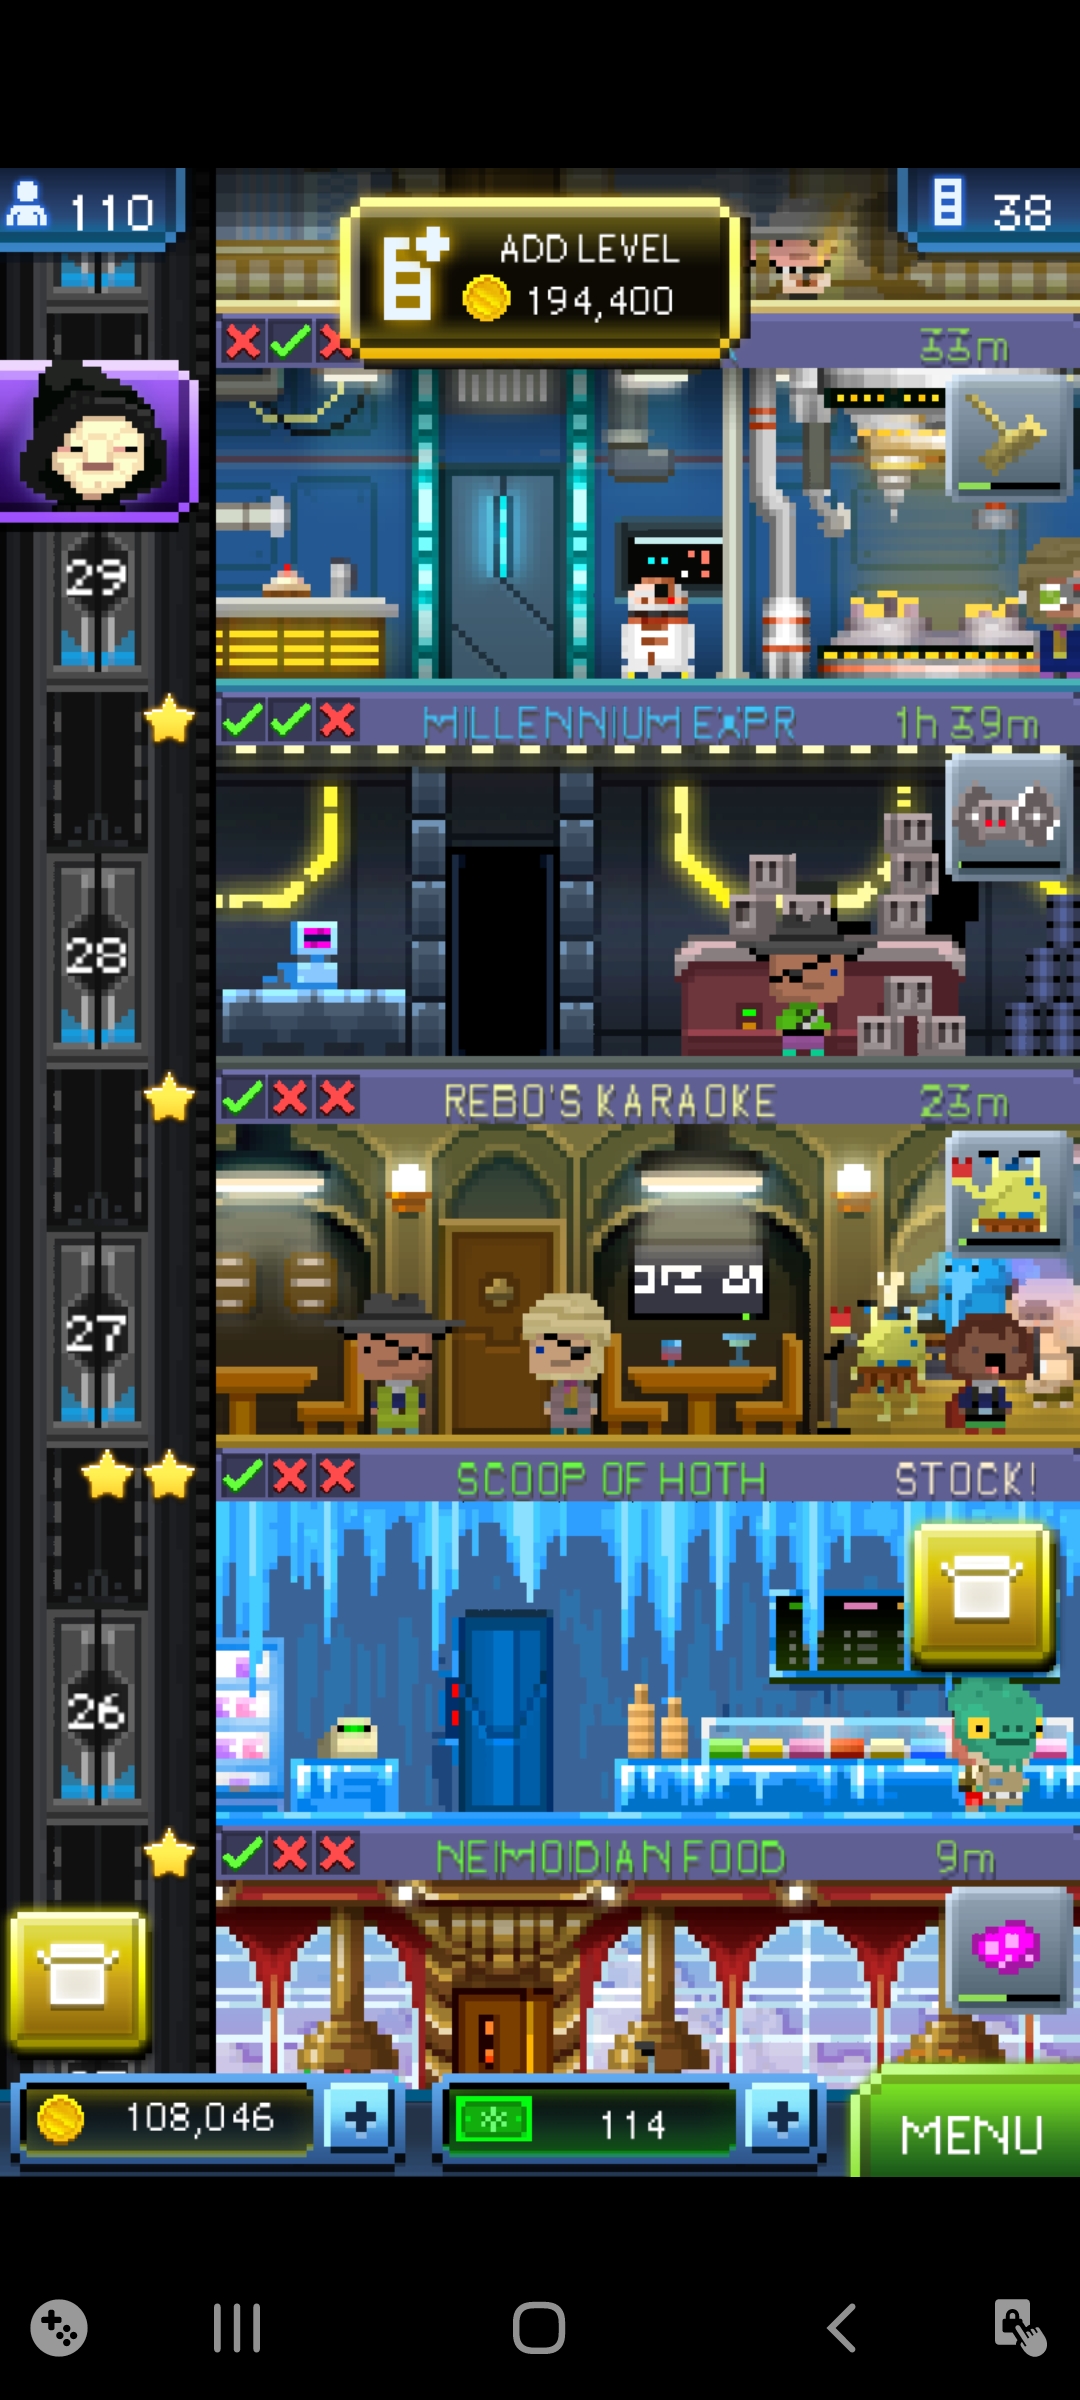 110
38
ADD LEVEL
194,400
33m
29
MILLENNIUM EXPR
1h 39m
28
REBO'S KARAOKE
23m
27
SCOOP OF HOTH
STOCK!
26
NEIMOIDIAN FOOD
9m
108,046
114
MENU